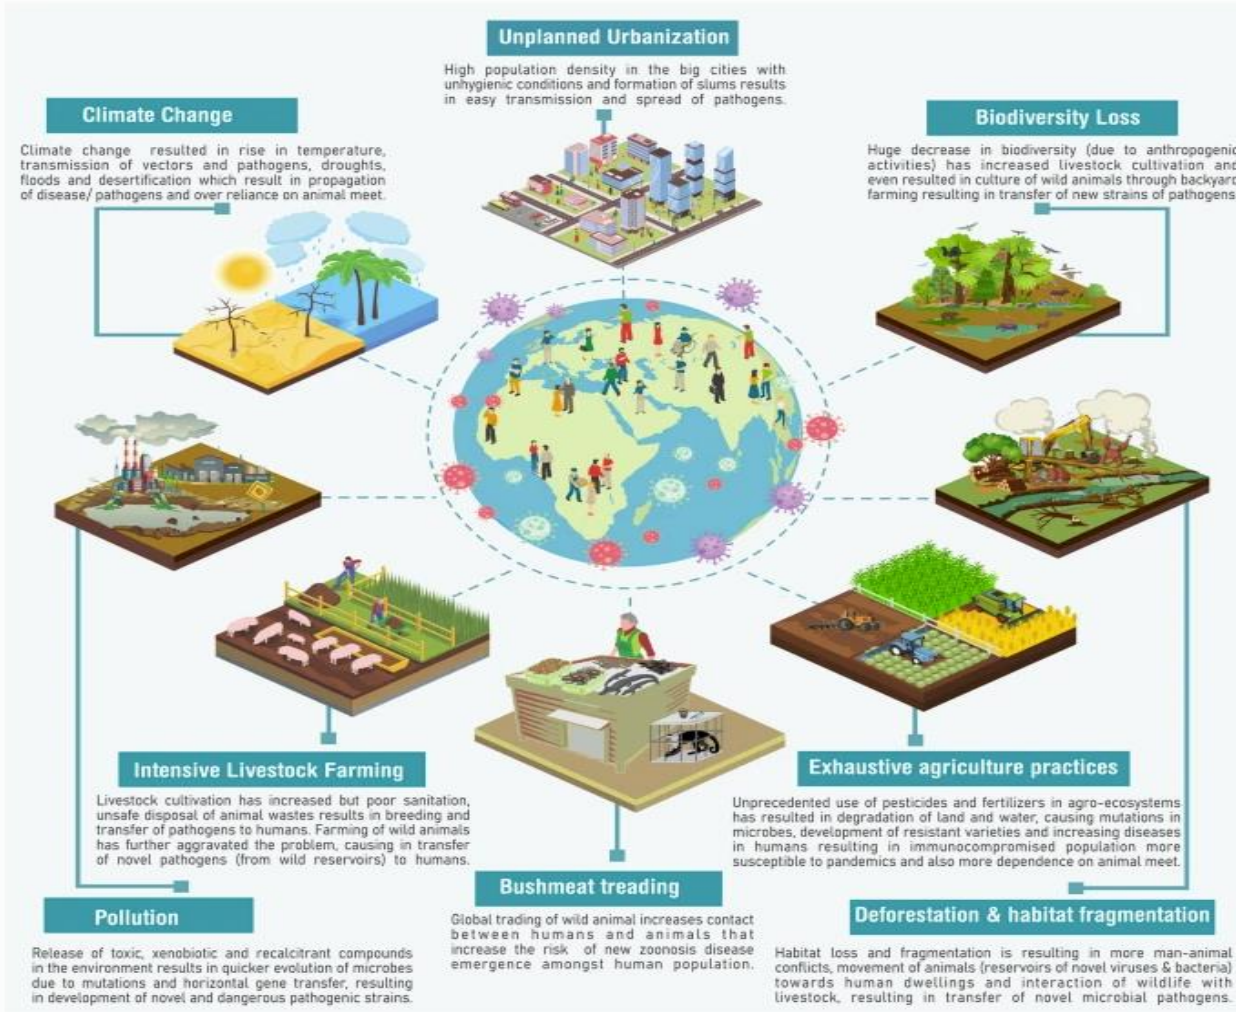 Unplanned Urbanization
High population density in the big cities with
unhygienic conditions and formation of slums results
in easy transmission and spread of pathogens.
Climate Change
Climate change resulted in rise in temperature,
transmission of vectors and pathogens, droughts,
floods and desertification which result in propagation
of disease/ pathogens and over reliance on animal meet.
Biodiversity Loss
Huge decrease in biodiversity (due to anthropogenic
activities) has increased livestock cultivation and
even resulted in culture of wild animals through backyard
farming resulting in transfer of new strains of pathogens
Intensive Livestock Farming
Livestock cultivation has increased but poor sanitation,
unsafe disposal of animal wastes results in breeding and
transfer of pathogens to humans. Farming of wild animals
has further aggravated the problem, causing in transfer
of novel pathogens (from wild reservoirs) to humans.
Exhaustive agriculture practices
Unprecedented use of pesticides and fertilizers in agro-ecosystems
has resulted in degradation of land and water, causing mutations in
microbes, development of resistant varieties and increasing diseases
in humans resulting in immunocompromised population more
susceptible to pandemics and also more dependence on animal meet.
Pollution
Release of toxic, xenobiotic and recalcitrant compounds
in the environment results in quicker evolution of microbes
due to mutations and horizontal gene transfer, resulting
in development of novel and dangerous pathogenic strains.
Bushmeat treading
Global trading of wild animal increases contact
between humans and animals that
increase the risk of new zoonosis disease
emergence amongst human population.
Deforestation & habitat fragmentation
Habitat loss and fragmentation is resulting in more man-animal
conflicts, movement of animals (reservoirs of novel viruses & bacteria)
towards human dwellings and interaction of wildlife with
livestock, resulting in transfer of novel microbial pathogens.